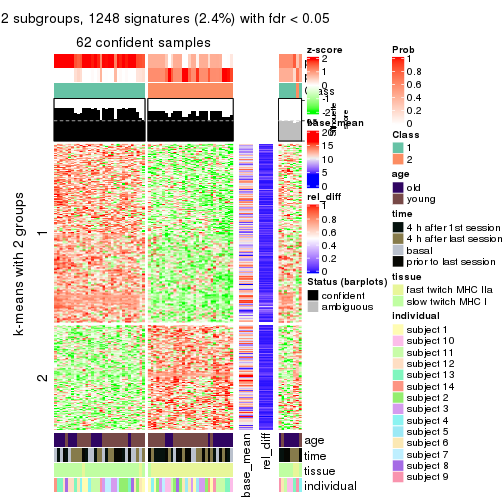 2 subgroups, 1248 signatures (2.4%) with fdr < 0.05
62 confident samples
k-means with 2 groups
1
2
Class
z-score
2
1
0
-1
-2
base_mean
20
15
10
5
0
rel_diff
1
0.8
0.6
0.4
0.2
0
Status (barplots)
confident
ambiguous
Prob
1
0.8
0.6
0.4
0.2
0
Class
1
2
age
old
young
time
4 h after 1st session
4 h after last session
basal
prior to last session
tissue
fast twitch MHC IIa
slow twitch MHC I
individual
subject 1
subject 10
subject 11
subject 12
subject 13
subject 14
subject 2
subject 3
subject 4
subject 5
subject 6
subject 7
subject 8
subject 9
age
time
tissue
individual
base_mean
rel_diff